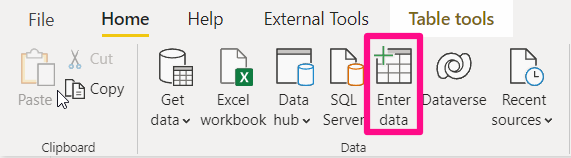 File Home Help External Tools Table tools
Paste
Cut
Copy
Clipboard
Get
data
Excel
workbook
Data
hub
SQL
Server
Enter
data
Dataverse
Recent
sources
Data